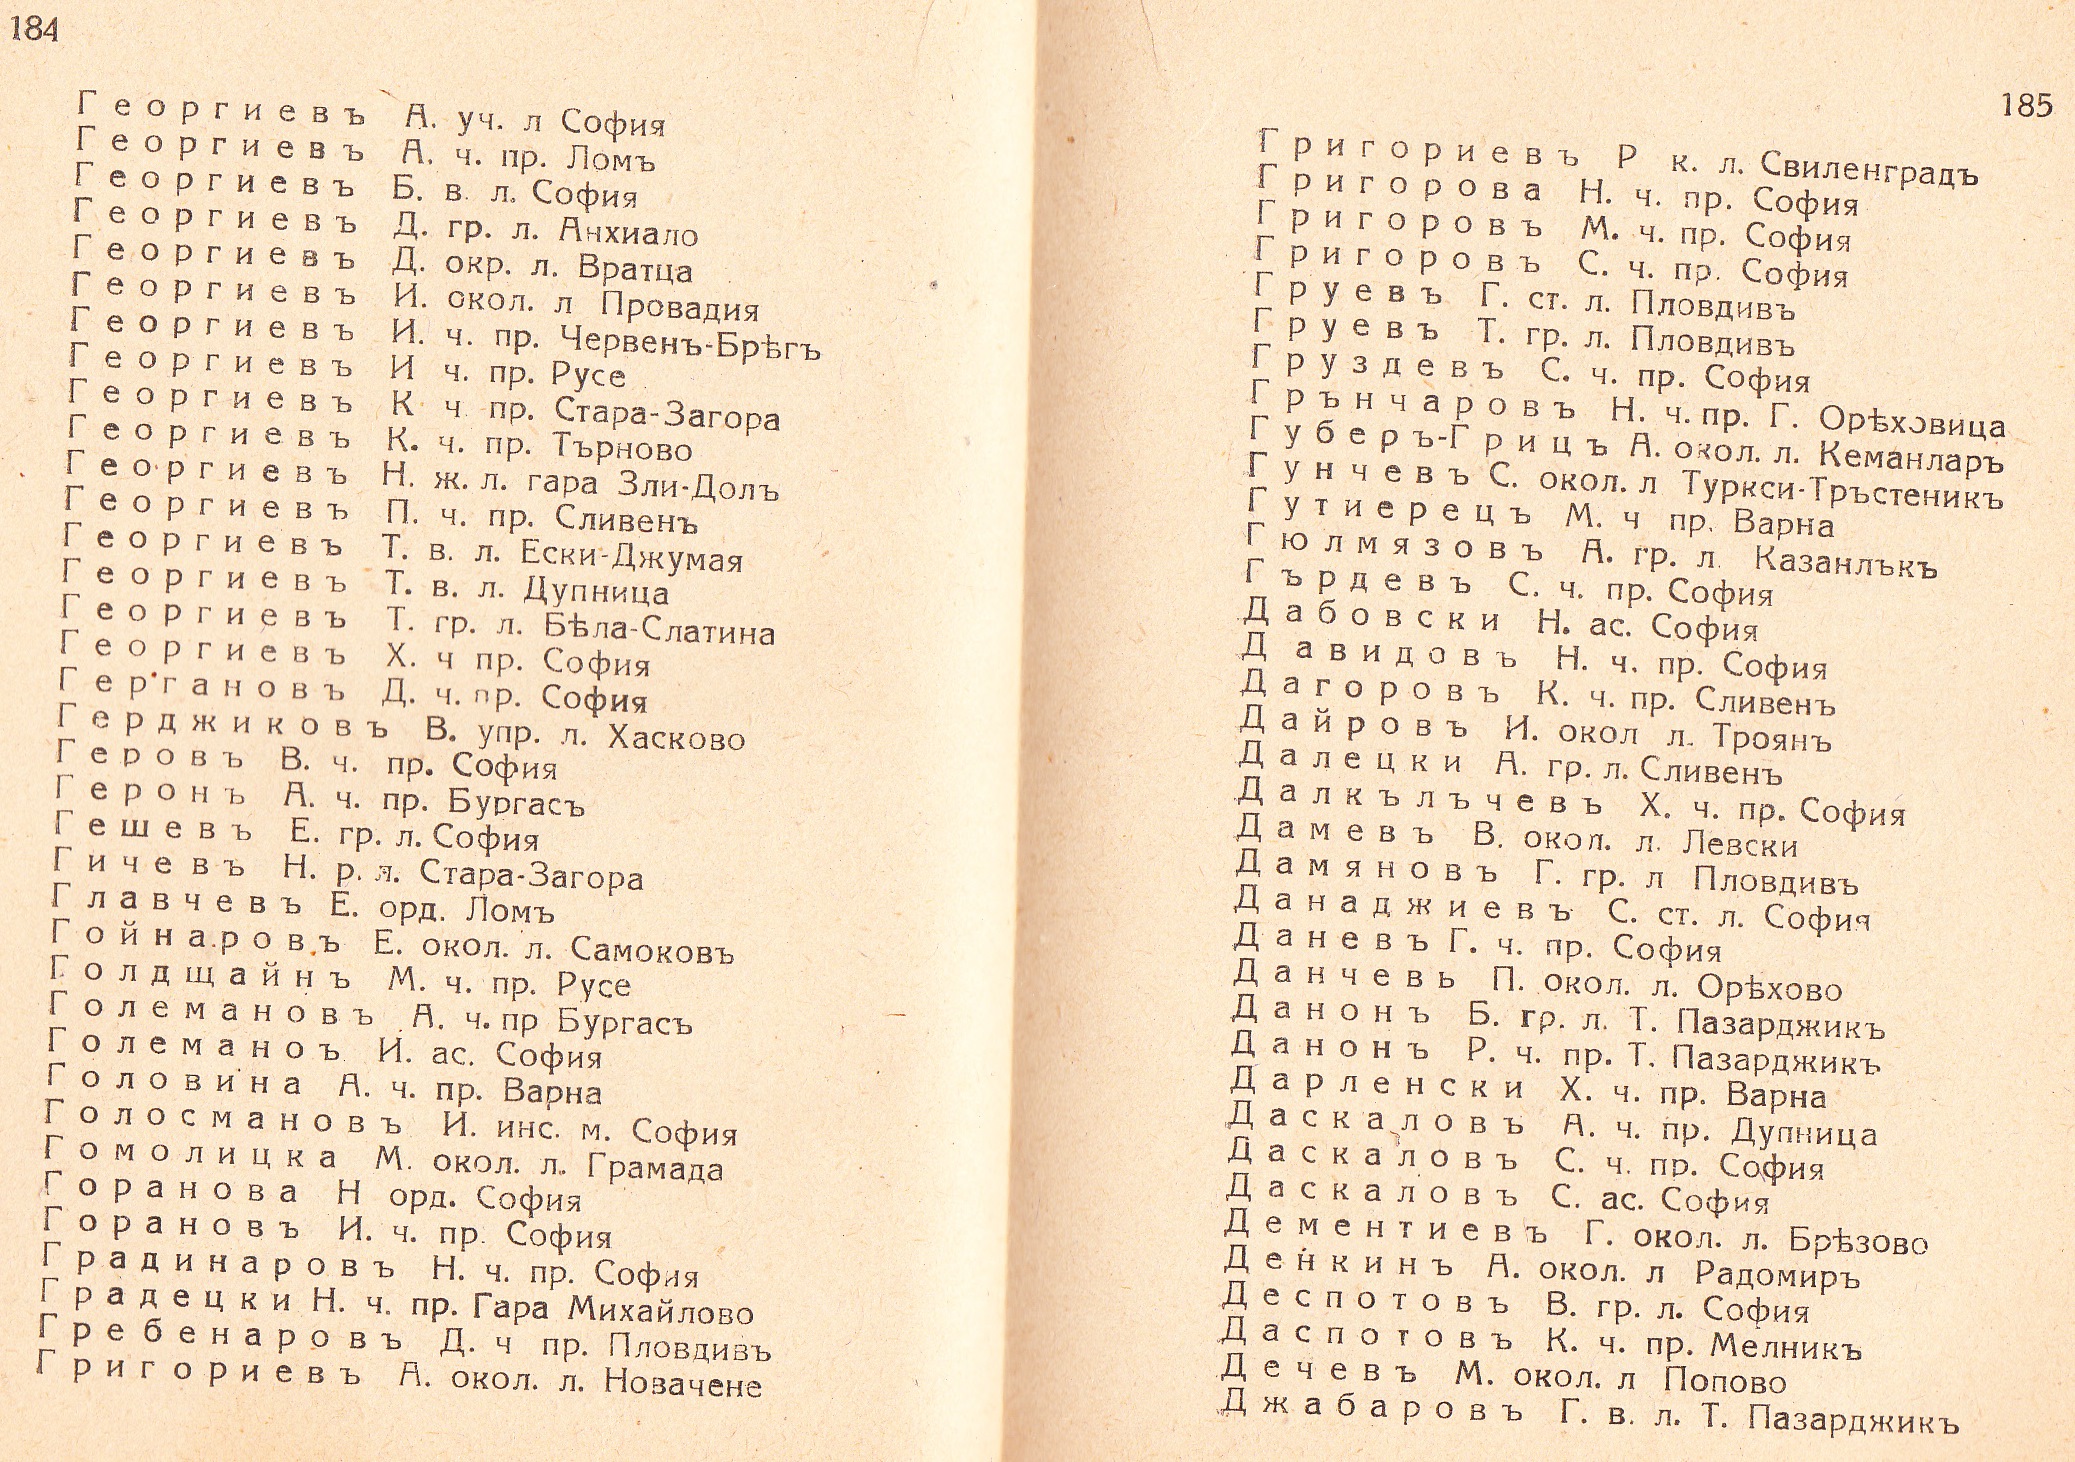 184
Георгиевъ А. уч. л София
Георгиевъ А. ч. пр. Ломъ
Георгиевъ Б. в. л. София
Георгиевъ Д. гр. л. Анхиало
Георгиевъ Д. окр. л. Вратца
Георгиевъ И. окол. л Провадия
Георгиевъ И. ч. пр. Червенъ-Брѣгъ
Георгиевъ И ч. пр. Русе
Георгиевъ К ч пр. Стара-Загора
Георгиевъ К. ч. пр. Търново
Георгиевъ Н. ж. л. гара Зли-Долъ
Георгиевъ П. ч. пр. Сливенъ
Георгиевъ Т. в. л. Ески-Джумая
Георгиевъ Т. в. л. Дупница
Георгиевъ Т. гр. л. Бѣла-Слатина
Георгиевъ Х. ч пр. София
Гергановъ Д. ч. пр. София
Герджиковъ В. упр. л. Хасково
Геровъ В. ч. пр. София
Геронъ А. ч. пр. Бургасъ
Гешевъ Е. гр. л. София
Гичевъ Н. р. л. Стара-Загора
Главчевъ Е. орд. Ломъ
Гойнаровъ Е. окол. л. Самоковъ
Голдщайнъ М. ч. пр. Русе
Големановъ А. ч. пр Бургасъ
Големаноъ И. ас. София
Головина А. ч. пр. Варна
Голосмановъ И. инс. м. София
Гомолицка М. окол. л. Грамада
Горанова Н орд. София
Горановъ И. ч. пр. София
Градинаровъ Н. ч. пр. София
Градецки Н. ч. пр. Гара Михайлово
Гребенаровъ Д. ч пр. Пловдивъ
Григориевъ А. окол. л. Новачене
185
Григориевъ Р к. л. Свиленградъ
Григорова Н. ч. пр. София
Григоровъ М. ч. пр. София
Григоровъ С. ч. пр. София
Груевъ Г. ст. л. Пловдивъ
Груевъ Т. гр. л. Пловдивъ
Груздевъ С. ч. пр. София
Грънчаровъ Н. ч. пр. Г. Орѣховица
Губеръ-Грицъ А. окол. л. Кеманларъ
Гунчевъ С. окол. л Туркси-Тръстеникъ
Гутиерецъ М. ч пр. Варна
Гюлмязовъ А. гр. л. Казанлъкъ
Гърдевъ С. ч. пр. София
Дабовски Н. ас. София
Давидовъ Н. ч. пр. София
Дагоровъ К. ч. пр. Сливенъ
Дайровъ И. окол л. Троянъ
Далецки А. гр. л. Сливенъ
Далкълъчевъ Х. ч. пр. София
Дамевъ В. окол. л. Левски
Дамяновъ Г. гр. л Пловдивъ
Данаджиевъ С. ст. л. София
Даневъ Г. ч. пр. София
Данчевь П. окол. л. Орѣхово
Данонъ Б. гр. л. Т. Пазарджикъ
Данонъ Р. ч. пр. Т. Пазарджикъ
Дарленски Х. ч. пр. Варна
Даскаловъ А. ч. пр. Дупница
Даскаловъ С. ч. пр. София
Даскаловъ С. ас. София
Дементиевъ Г. окол. л. Брѣзово
Денкинъ А. окол. л Радомиръ
Деспотовъ В. гр. л. София
Даспотовъ К. ч. пр. Мелникъ
Дечевъ М. окол. л Попово
Джабаровъ Г. в. л. Т. Пазарджикъ